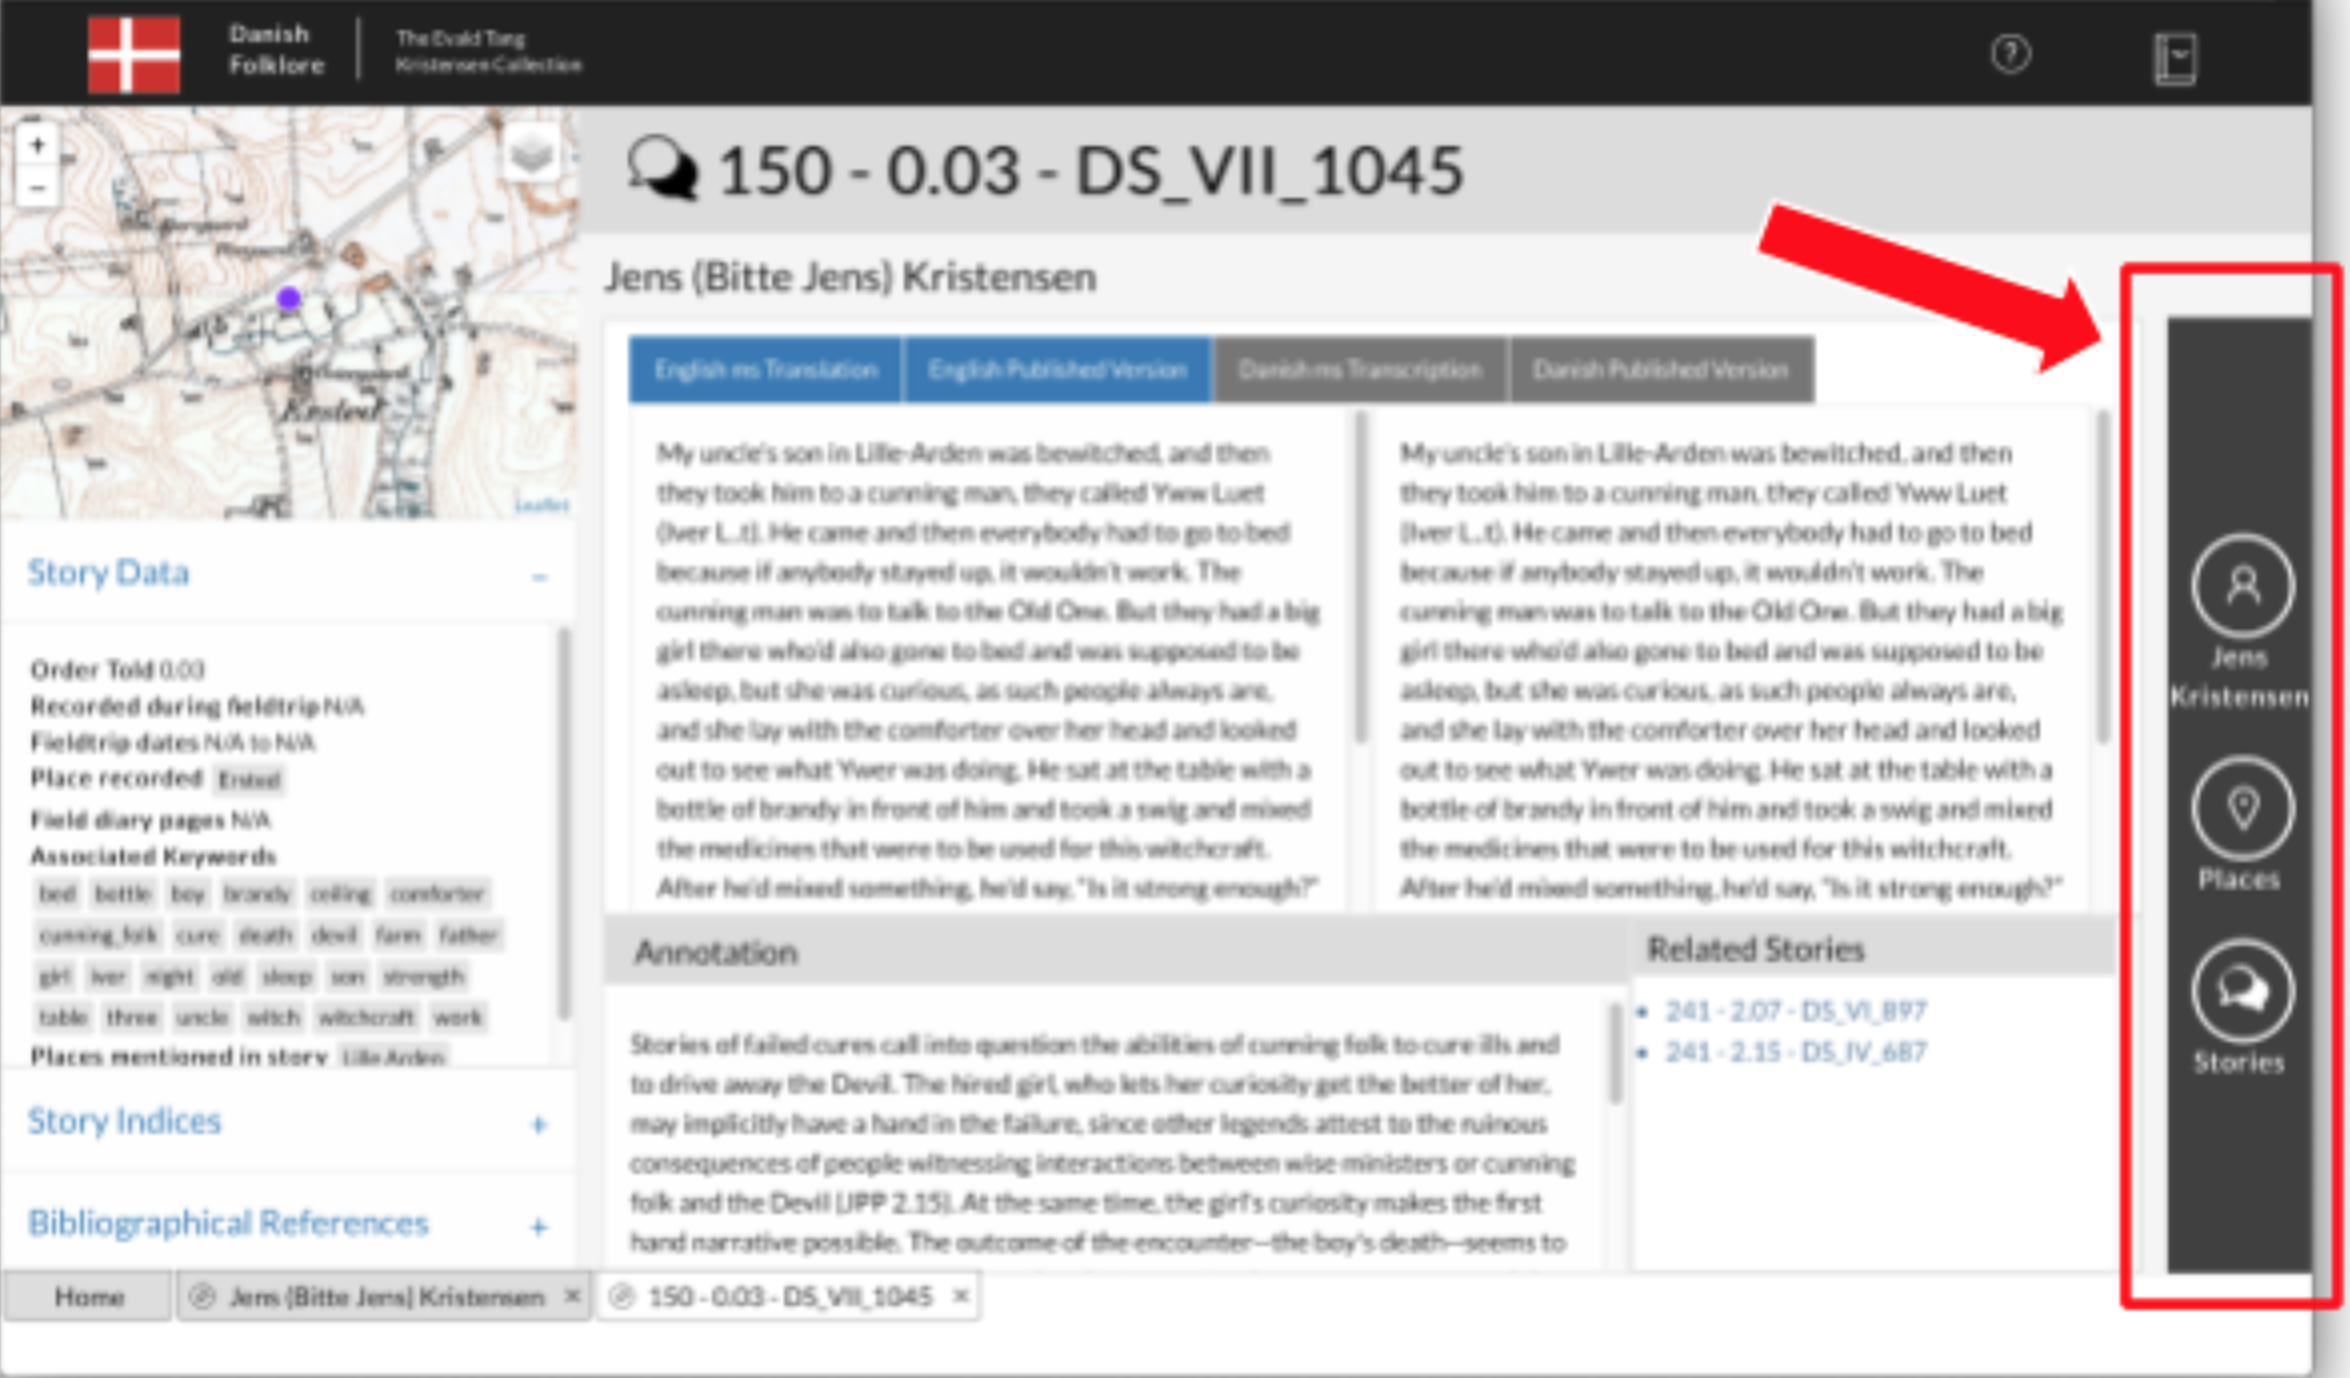 Danish
Folklore
The Evald Tang
Kristensen Collection
?
150 - 0.03 - DS_VII_1045
+
−
Ersted
Leaflet
Jens (Bitte Jens) Kristensen
English ms Translation
English Published Version
Danish ms Transcription
Danish Published Version
My uncle's son in Lille-Arden was bewitched, and then
they took him to a cunning man, they called Yww Luet
(Iver L..t). He came and then everybody had to go to bed
because if anybody stayed up, it wouldn't work. The
cunning man was to talk to the Old One. But they had a big
girl there who'd also gone to bed and was supposed to be
asleep, but she was curious, as such people always are,
and she lay with the comforter over her head and looked
out to see what Ywer was doing. He sat at the table with a
bottle of brandy in front of him and took a swig and mixed
the medicines that were to be used for this witchcraft.
After he'd mixed something, he'd say, "Is it strong enough?"
My uncle's son in Lille-Arden was bewitched, and then
they took him to a cunning man, they called Yww Luet
(Iver L..t). He came and then everybody had to go to bed
because if anybody stayed up, it wouldn't work. The
cunning man was to talk to the Old One. But they had a big
girl there who'd also gone to bed and was supposed to be
asleep, but she was curious, as such people always are,
and she lay with the comforter over her head and looked
out to see what Ywer was doing. He sat at the table with a
bottle of brandy in front of him and took a swig and mixed
the medicines that were to be used for this witchcraft.
After he'd mixed something, he'd say, "Is it strong enough?"
Story Data −
Order Told 0.03
Recorded during fieldtrip N/A
Fieldtrip dates N/A to N/A
Place recorded Ersted
Field diary pages N/A
Associated Keywords
bed bottle boy brandy ceiling comforter
cunning_folk cure death devil farm father
girl iver night old sleep son strength
table three uncle witch witchcraft work
Places mentioned in story Lille Arden
Story Indices +
Bibliographical References +
Annotation
Stories of failed cures call into question the abilities of cunning folk to cure ills and
to drive away the Devil. The hired girl, who lets her curiosity get the better of her,
may implicitly have a hand in the failure, since other legends attest to the ruinous
consequences of people witnessing interactions between wise ministers or cunning
folk and the Devil (JPP 2.15). At the same time, the girl's curiosity makes the first
hand narrative possible. The outcome of the encounter--the boy's death--seems to
Related Stories
• 241 - 2.07 - DS_VI_897
• 241 - 2.15 - DS_IV_687
Jens
Kristensen
Places
Stories
Home
Jens (Bitte Jens) Kristensen ×
150 - 0.03 - DS_VII_1045 ×